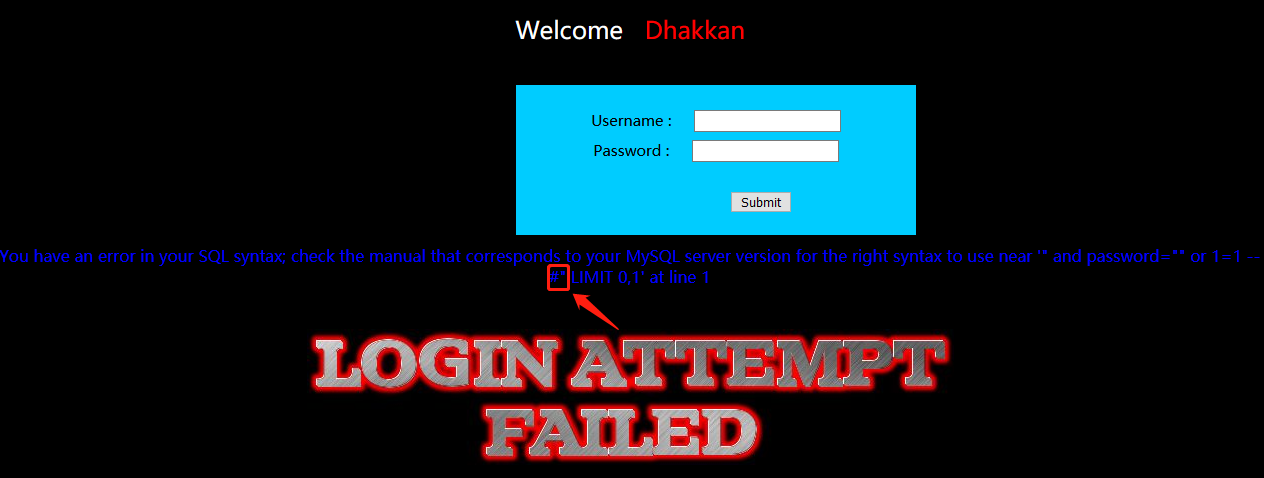 Welcome Dhakkan
Username :
Password :
Submit
You have an error in your SQL syntax; check the manual that corresponds to your MySQL server version for the right syntax to use near '" and password="" or 1=1 --
#" LIMIT 0,1' at line 1
LOGIN ATTEMPT
FAILED